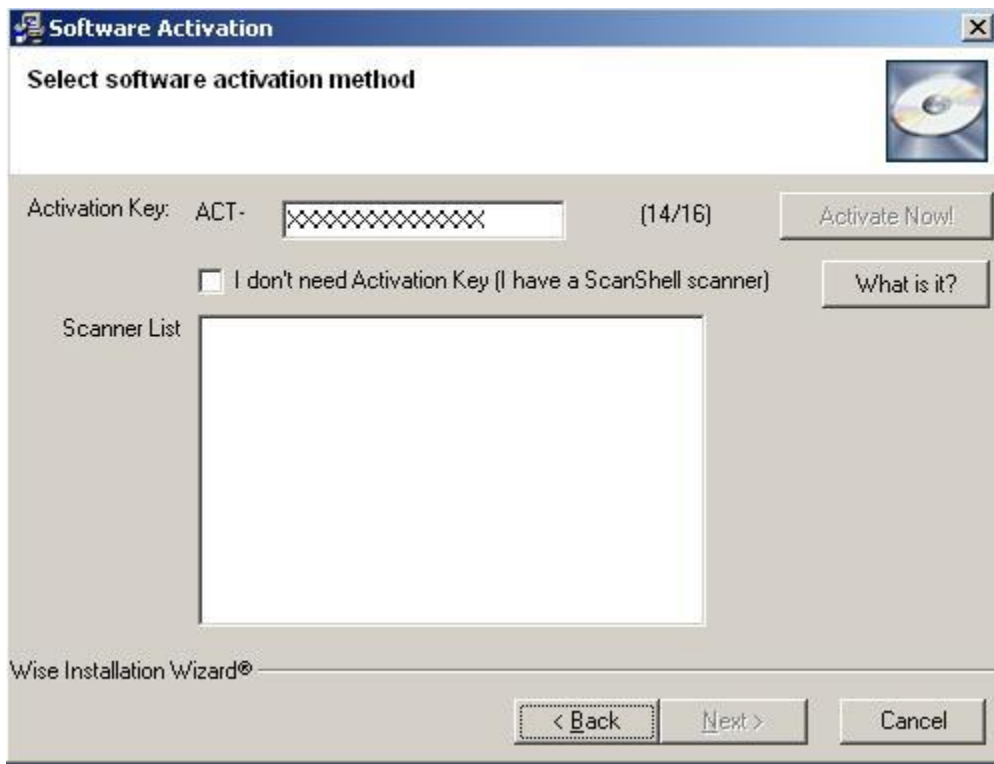 Software Activation
Select software activation method
Activation Key: ACT- XXXXXXXXXXXXXX (14/16) Activate Now!
I don't need Activation Key (I have a ScanShell scanner) What is it?
Scanner List
Wise Installation Wizard®
< Back Next > Cancel